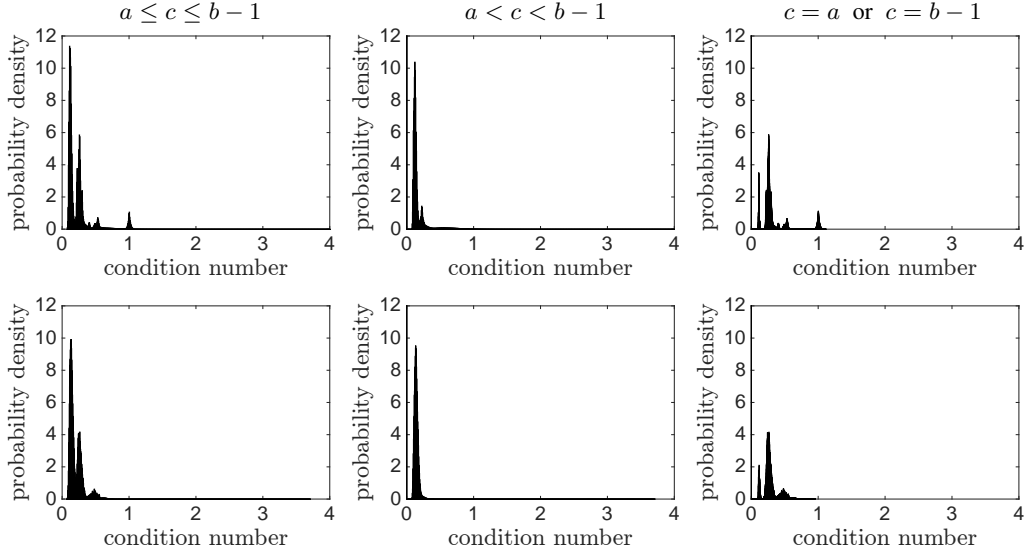 a ≤ c ≤ b − 1
a < c < b − 1
c = a or c = b − 1
probability density
12
10
8
6
4
2
0
0 1 2 3 4
condition number
probability density
12
10
8
6
4
2
0
0 1 2 3 4
condition number
probability density
12
10
8
6
4
2
0
0 1 2 3 4
condition number
probability density
12
10
8
6
4
2
0
0 1 2 3 4
condition number
probability density
12
10
8
6
4
2
0
0 1 2 3 4
condition number
probability density
12
10
8
6
4
2
0
0 1 2 3 4
condition number